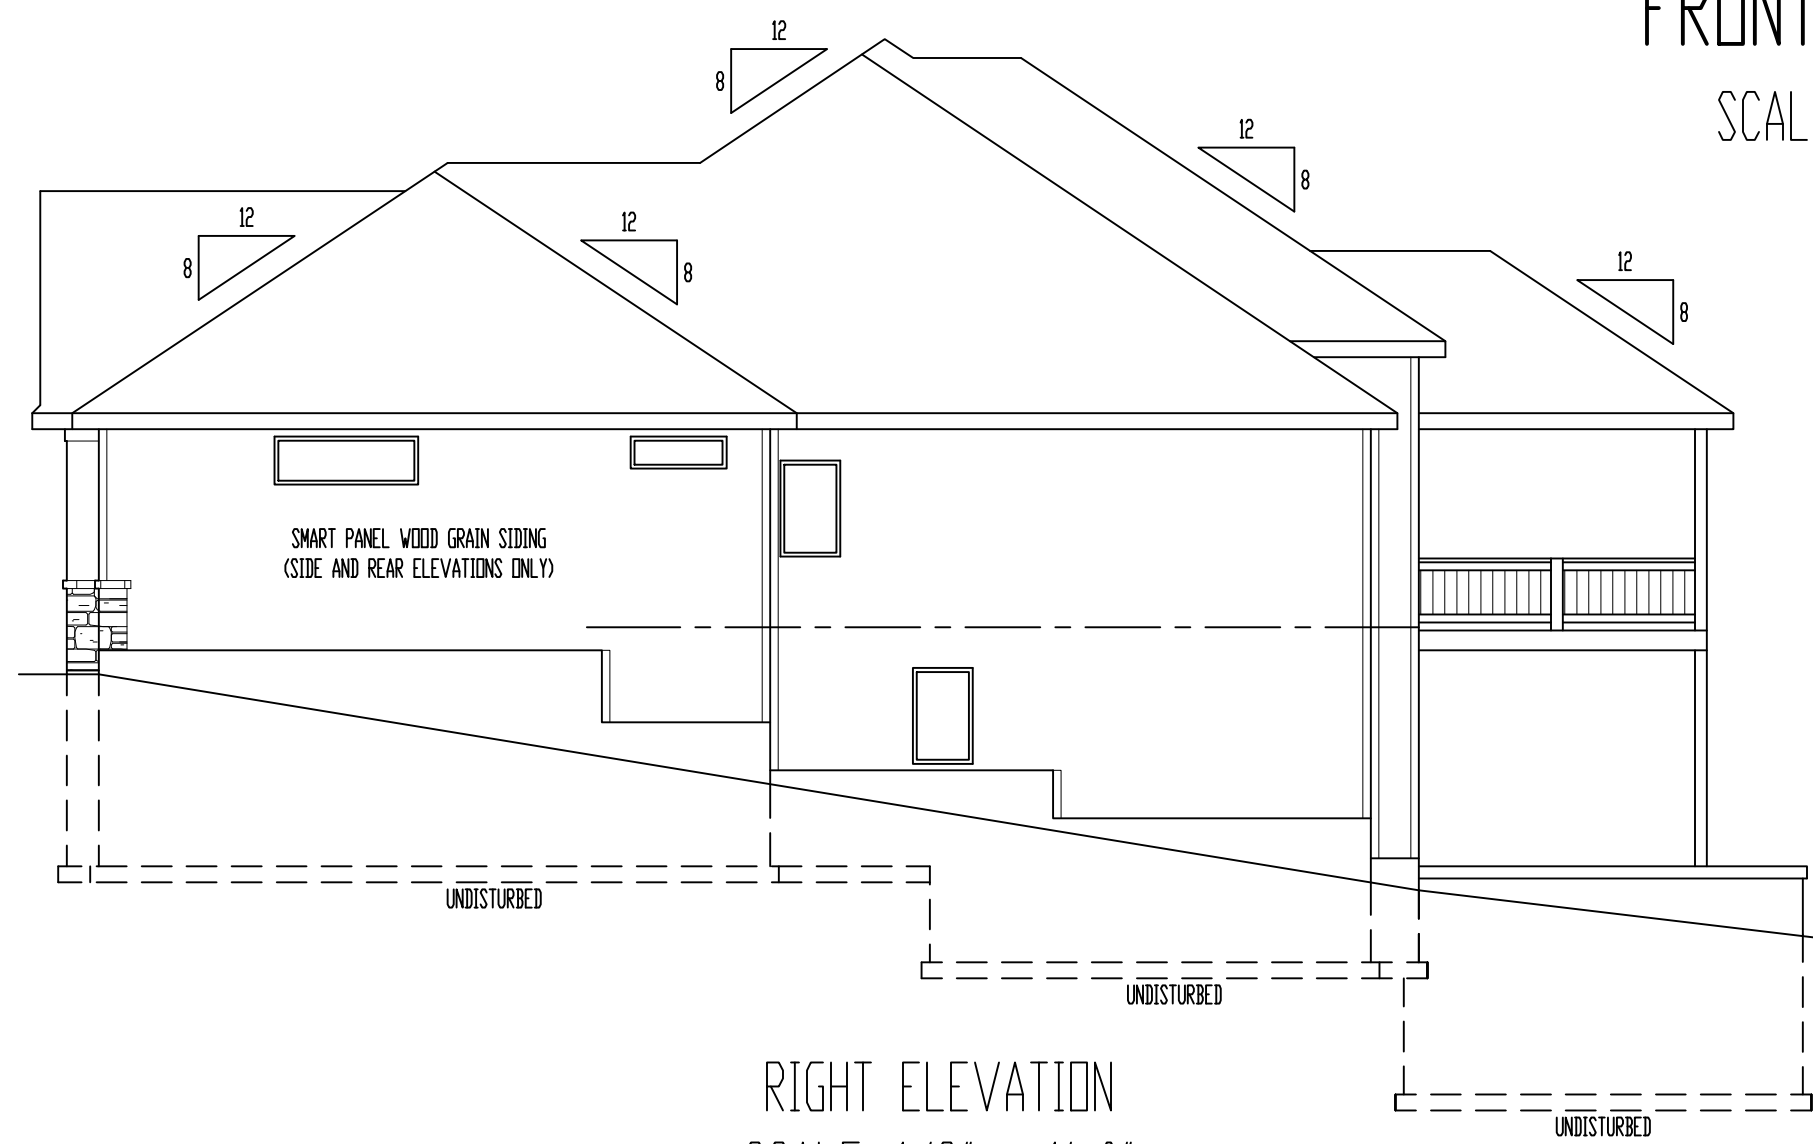 FRONT
SCAL
12
8
12
8
12
8
12
8
12
8
SMART PANEL WOOD GRAIN SIDING
(SIDE AND REAR ELEVATIONS ONLY)
UNDISTURBED
UNDISTURBED
UNDISTURBED
RIGHT ELEVATION